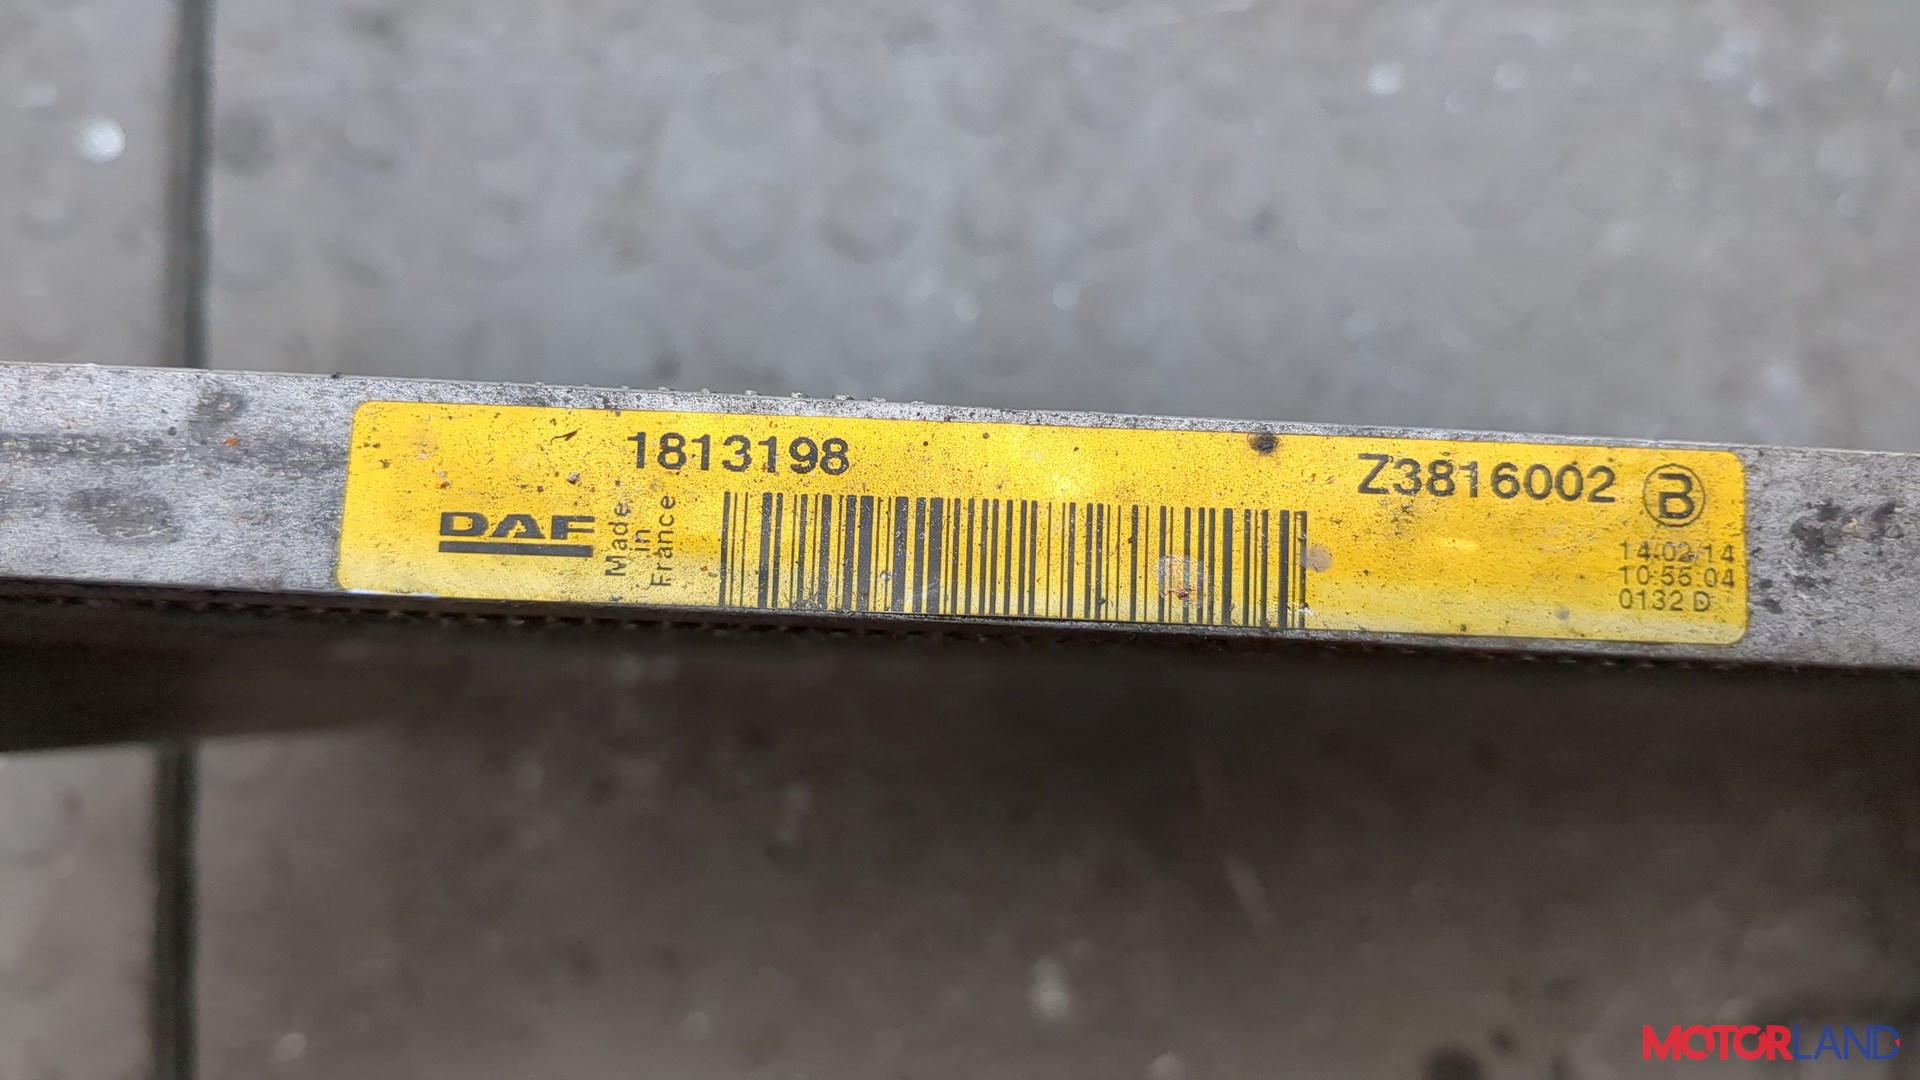 1813198
Z3816002
B
DAF
Made
in
France
14/02/14
10:55:04
0132 D
MOTORLAND